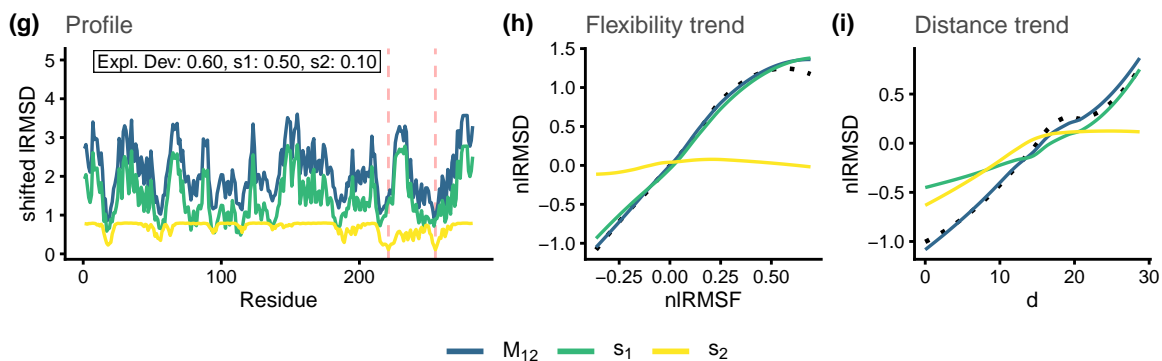 (g) Profile
shifted lRMSD
5
4
3
2
1
0
Expl. Dev: 0.60, s1: 0.50, s2: 0.10
0 100 200
Residue
(h) Flexibility trend
nlRMSD
1.5
1.0
0.5
0.0
−0.5
−1.0
−0.25 0.00 0.25 0.50
nlRMSF
(i) Distance trend
nlRMSD
0.5
0.0
−0.5
−1.0
0 10 20 30
d
M12 s1 s2